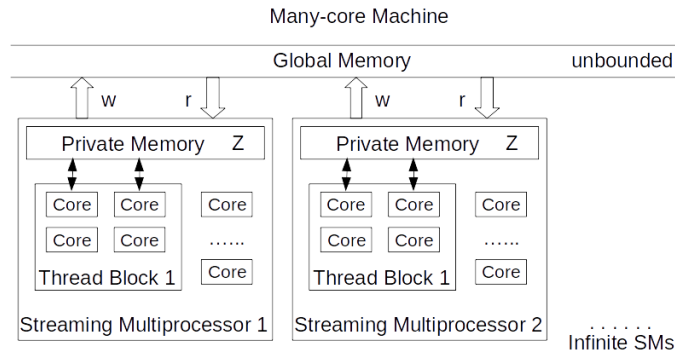 Many-core Machine
Global Memory unbounded
w r w r
Private Memory Z Private Memory Z
Core Core Core Core Core Core
Core Core ...... Core Core ......
Core Core
Thread Block 1 Thread Block 1
Streaming Multiprocessor 1 Streaming Multiprocessor 2 ......
Infinite SMs